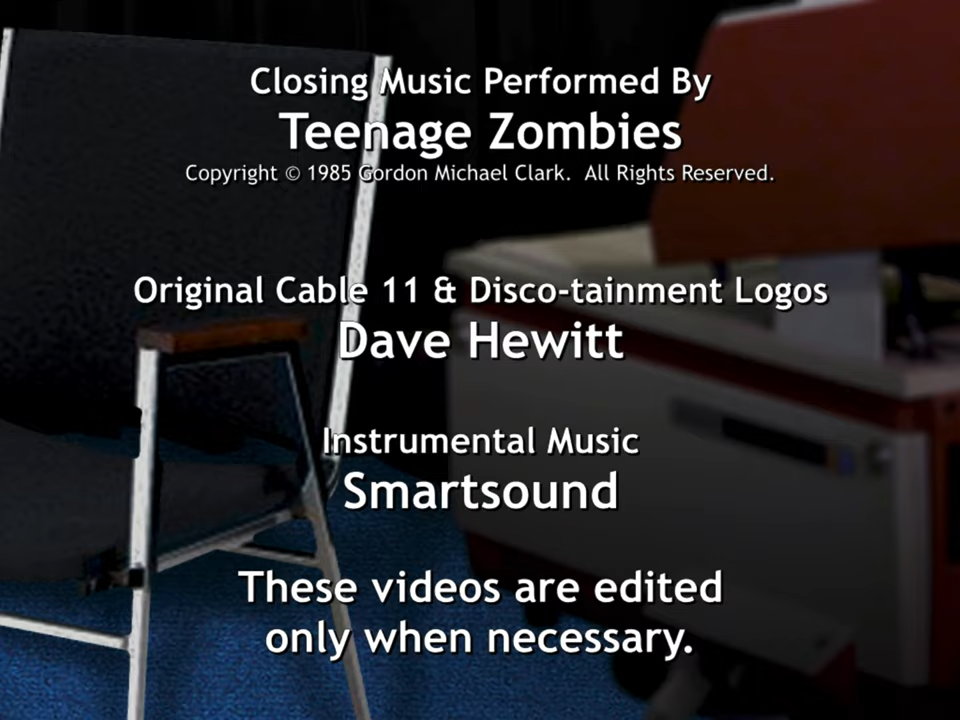 Closing Music Performed By
Teenage Zombies
Copyright © 1985 Gordon Michael Clark.  All Rights Reserved.
Original Cable 11 & Disco-tainment Logos
Dave Hewitt
Instrumental Music
Smartsound
These videos are edited
only when necessary.